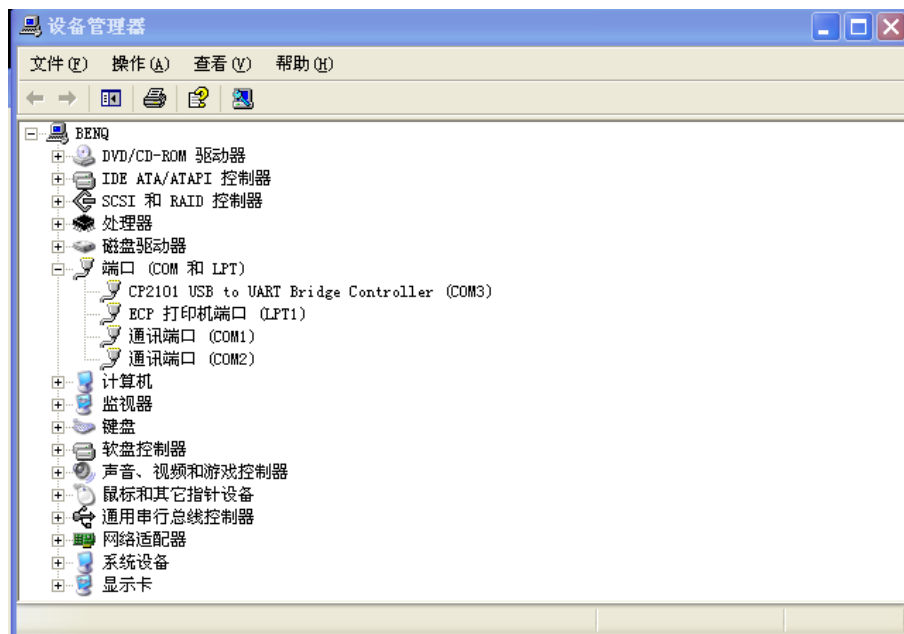 设备管理器
文件(F) 操作(A) 查看(V) 帮助(H)
BENQ
DVD/CD-ROM 驱动器
IDE ATA/ATAPI 控制器
SCSI 和 RAID 控制器
处理器
磁盘驱动器
端口 (COM 和 LPT)
CP2101 USB to UART Bridge Controller (COM3)
ECP 打印机端口 (LPT1)
通讯端口 (COM1)
通讯端口 (COM2)
计算机
监视器
键盘
软盘控制器
声音、视频和游戏控制器
鼠标和其它指针设备
通用串行总线控制器
网络适配器
系统设备
显示卡